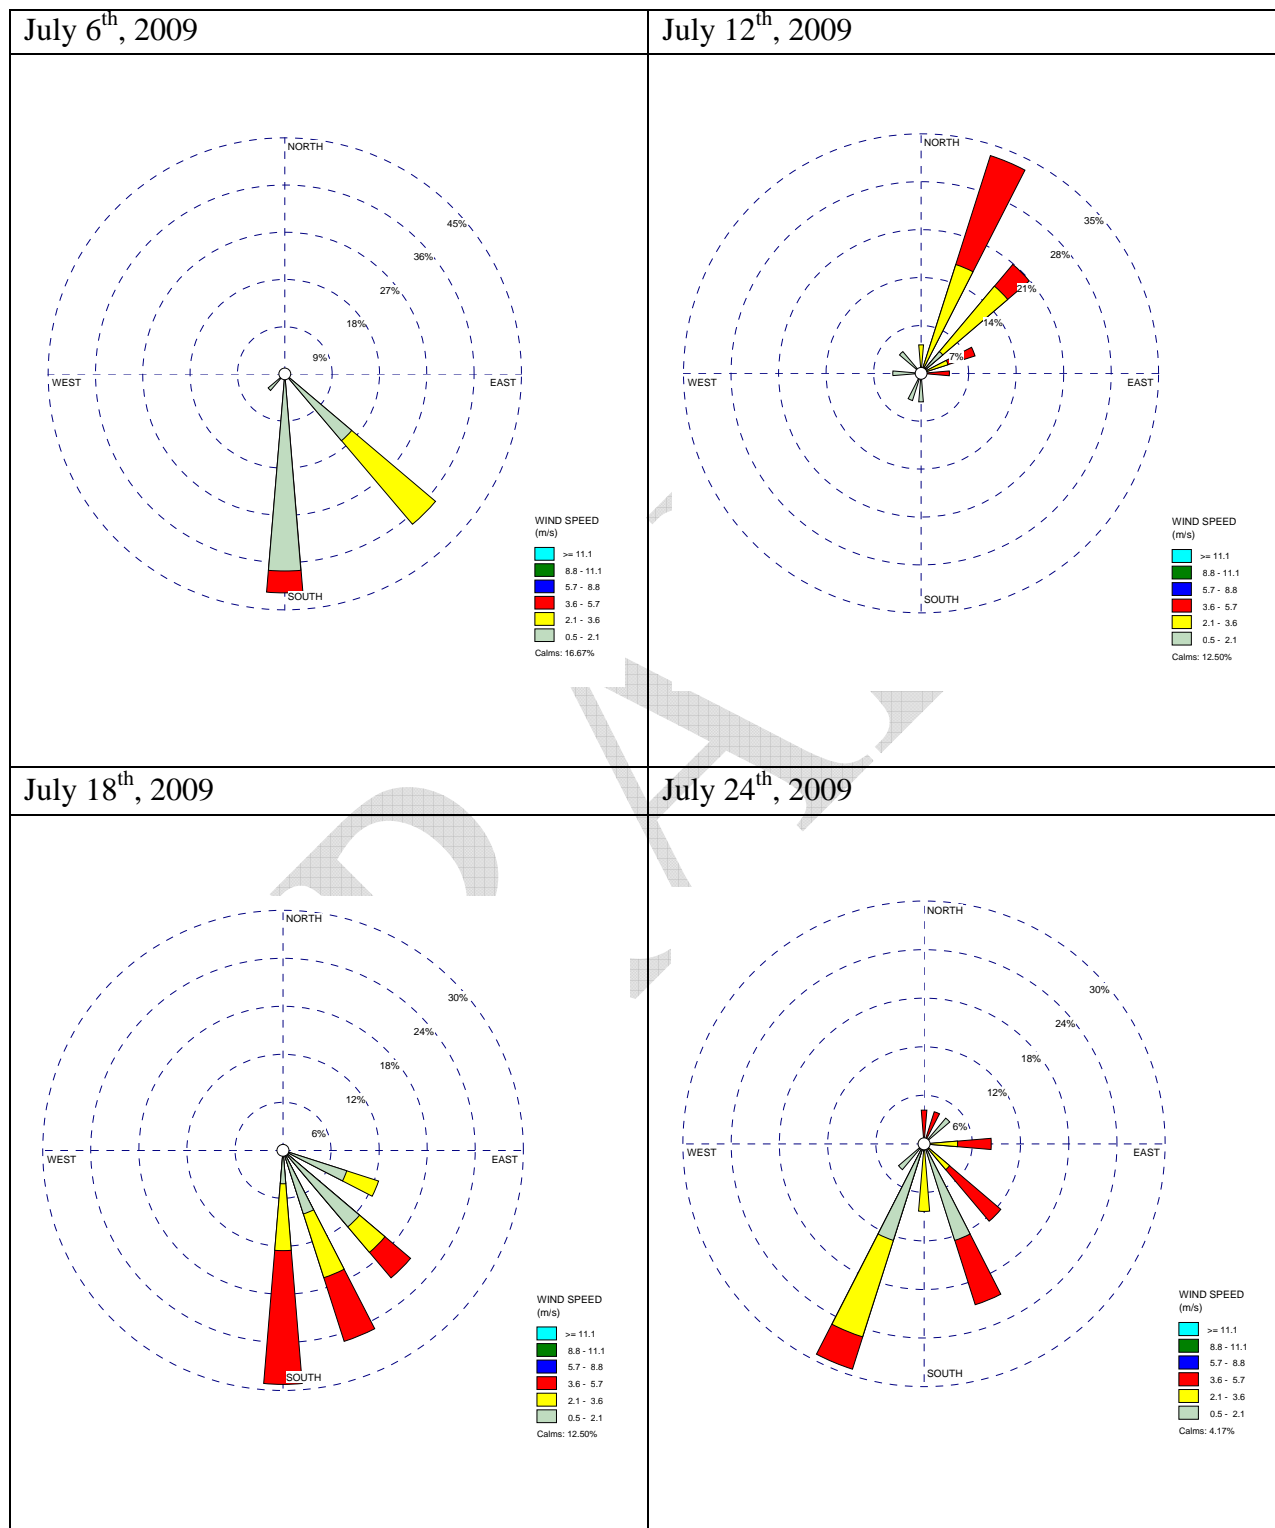 July 6th, 2009
NORTH
45%
36%
27%
18%
9%
WEST
EAST
SOUTH
WIND SPEED
(m/s)
>= 11.1
8.8 - 11.1
5.7 - 8.8
3.6 - 5.7
2.1 - 3.6
0.5 - 2.1
Calms: 16.67%
July 12th, 2009
NORTH
35%
28%
21%
14%
7%
WEST
EAST
SOUTH
WIND SPEED
(m/s)
>= 11.1
8.8 - 11.1
5.7 - 8.8
3.6 - 5.7
2.1 - 3.6
0.5 - 2.1
Calms: 12.50%
July 18th, 2009
NORTH
30%
24%
18%
12%
6%
WEST
EAST
SOUTH
WIND SPEED
(m/s)
>= 11.1
8.8 - 11.1
5.7 - 8.8
3.6 - 5.7
2.1 - 3.6
0.5 - 2.1
Calms: 12.50%
July 24th, 2009
NORTH
30%
24%
18%
12%
6%
WEST
EAST
SOUTH
WIND SPEED
(m/s)
>= 11.1
8.8 - 11.1
5.7 - 8.8
3.6 - 5.7
2.1 - 3.6
0.5 - 2.1
Calms: 4.17%